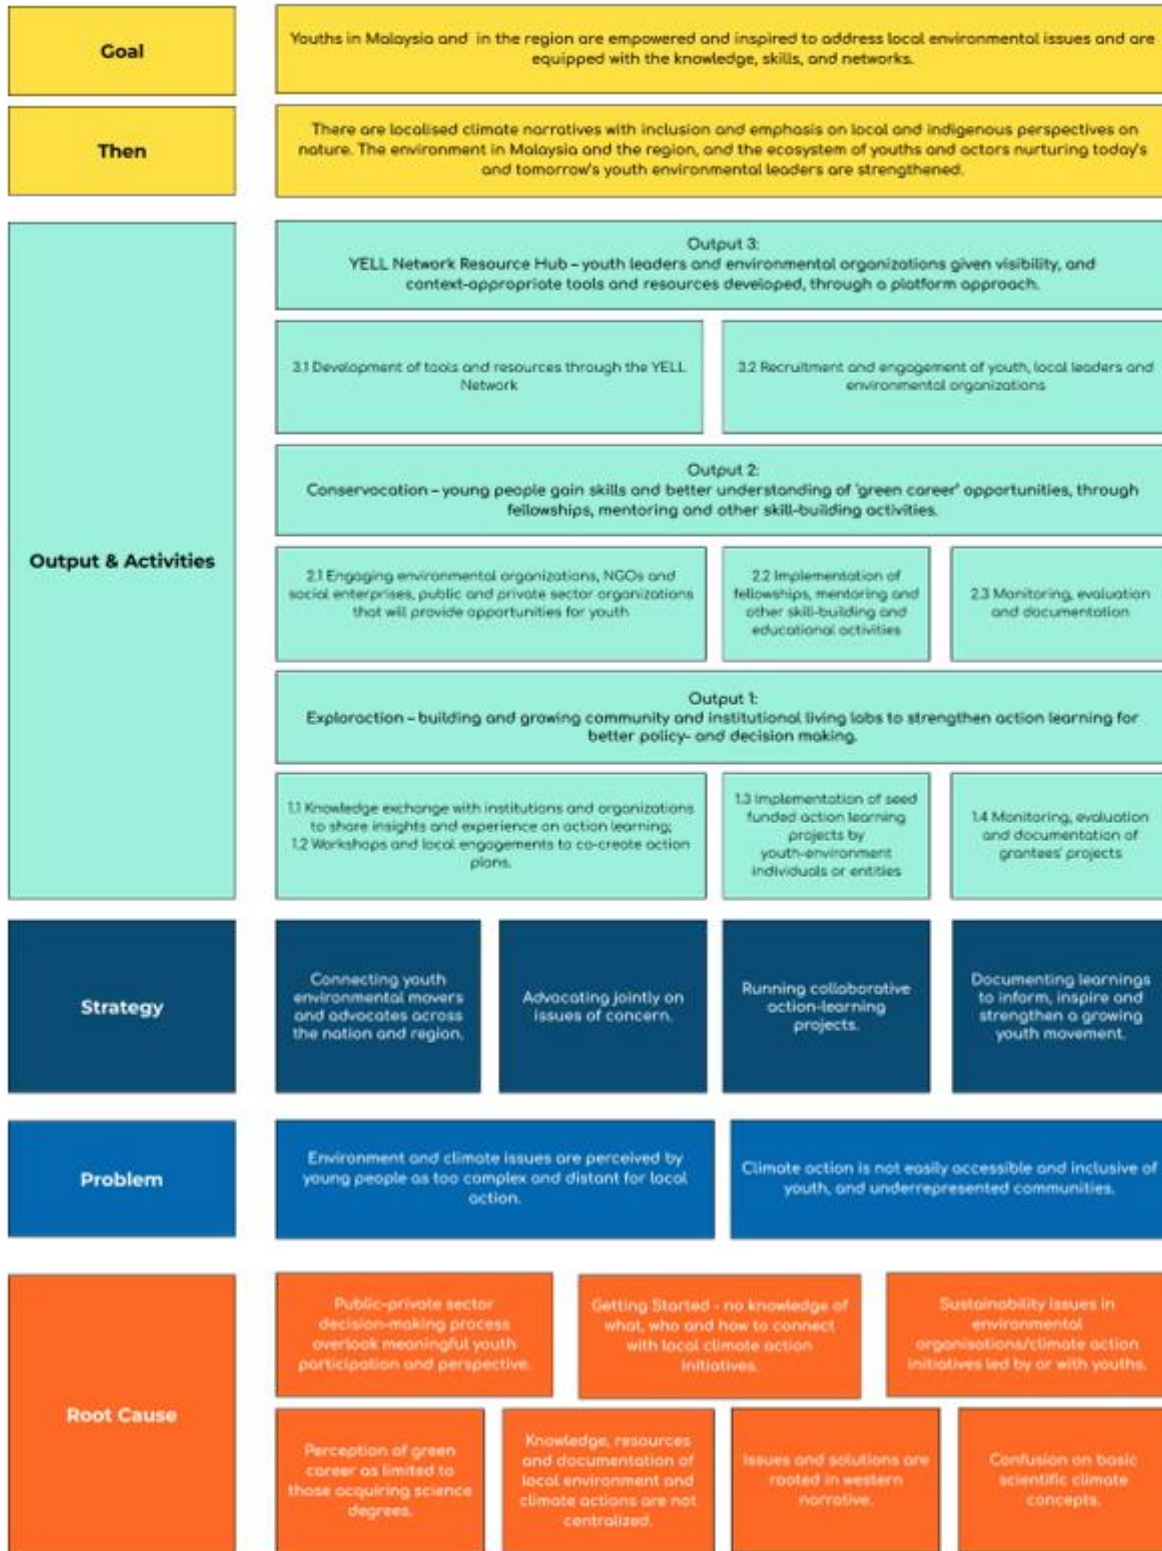 Goal
Youths in Malaysia and in the region are empowered and inspired to address local environmental issues and are
equipped with the knowledge, skills, and networks.
Then
There are localised climate narratives with inclusion and emphasis on local and indigenous perspectives on
nature. The environment in Malaysia and the region, and the ecosystem of youths and actors nurturing today's
and tomorrow's youth environmental leaders are strengthened.
Output & Activities
Output 3:
YELL Network Resource Hub – youth leaders and environmental organizations given visibility, and
context-appropriate tools and resources developed, through a platform approach.
3.1 Development of tools and resources through the YELL
Network
3.2 Recruitment and engagement of youth, local leaders and
environmental organizations
Output 2:
Conservocation – young people gain skills and better understanding of 'green career' opportunities, through
fellowships, mentoring and other skill-building activities.
2.1 Engaging environmental organizations, NGOs and
social enterprises, public and private sector organizations
that will provide opportunities for youth
2.2 Implementation of
fellowships, mentoring and
other skill-building and
educational activities
2.3 Monitoring, evaluation
and documentation
Output 1:
Exploraction – building and growing community and institutional living labs to strengthen action learning for
better policy- and decision making.
1.1 Knowledge exchange with institutions and organizations
to share insights and experience on action learning;
1.2 Workshops and local engagements to co-create action
plans.
1.3 Implementation of seed
funded action learning
projects by
youth-environment
individuals or entities
1.4 Monitoring, evaluation
and documentation of
grantees' projects
Strategy
Connecting youth
environmental movers
and advocates across
the nation and region.
Advocating jointly on
issues of concern.
Running collaborative
action-learning
projects.
Documenting learnings
to inform, inspire and
strengthen a growing
youth movement.
Problem
Environment and climate issues are perceived by
young people as too complex and distant for local
action.
Climate action is not easily accessible and inclusive of
youth, and underrepresented communities.
Root Cause
Public-private sector
decision-making process
overlook meaningful youth
participation and perspective.
Getting Started - no knowledge of
what, who and how to connect
with local climate action
initiatives.
Sustainability issues in
environmental
organisations/climate action
initiatives led by or with youths.
Perception of green
career as limited to
those acquiring science
degrees.
Knowledge, resources
and documentation of
local environment and
climate actions are not
centralized.
Issues and solutions are
rooted in western
narrative.
Confusion on basic
scientific climate
concepts.